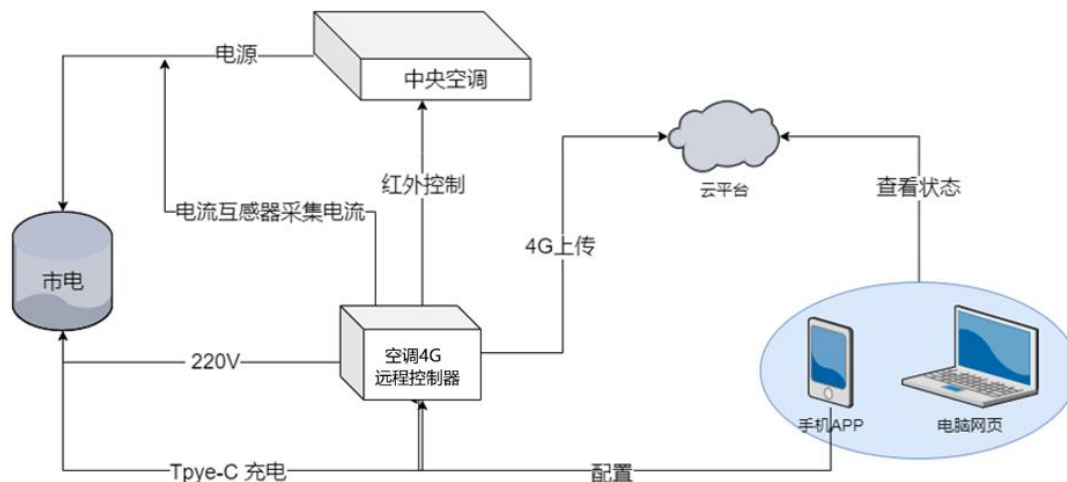 电源
中央空调
红外控制
云平台
查看状态
电流互感器采集电流
4G上传
市电
220V
空调4G
远程控制器
手机APP
电脑网页
Tpye-C 充电
配置